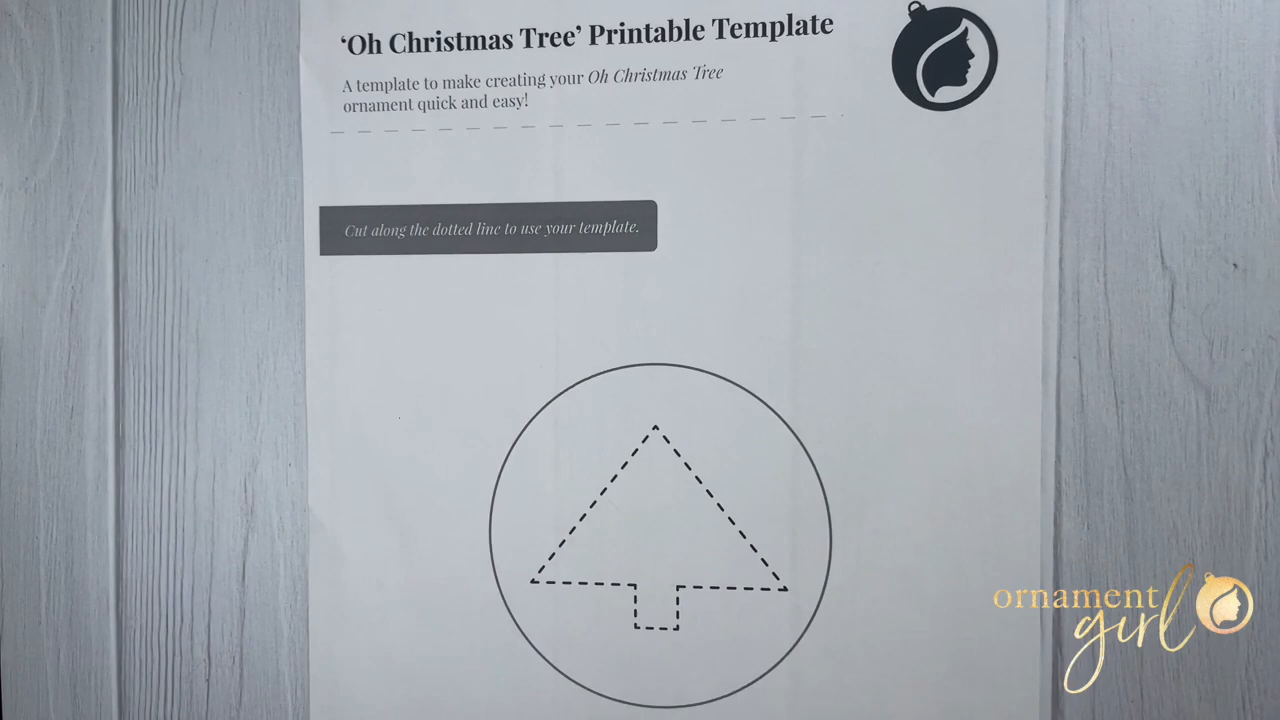 ‘Oh Christmas Tree’ Printable Template
A template to make creating your Oh Christmas Tree
ornament quick and easy!
Cut along the dotted line to use your template.
ornament
girl